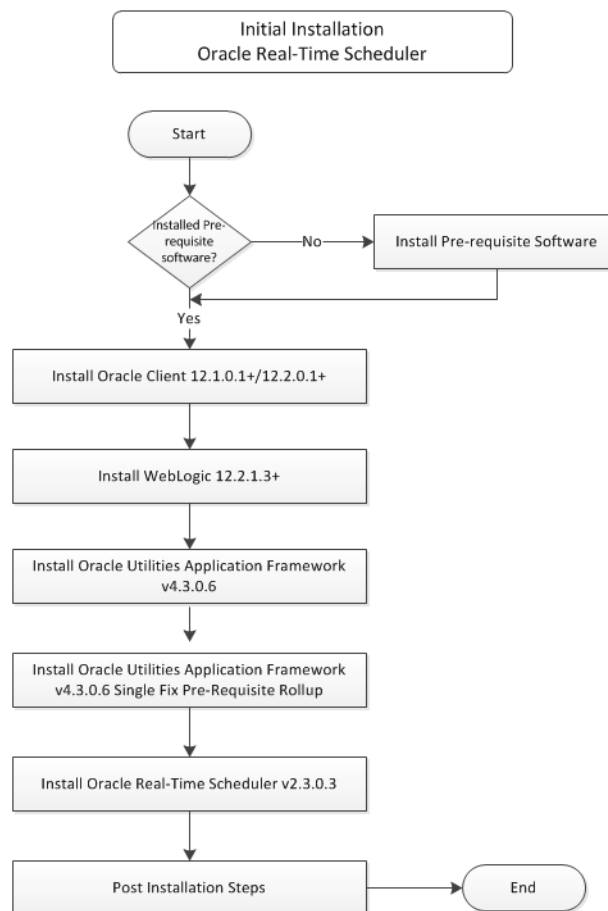 Initial Installation
Oracle Real-Time Scheduler
Start
Installed Pre-
requisite
software?
No
Install Pre-requisite Software
Yes
Install Oracle Client 12.1.0.1+/12.2.0.1+
Install WebLogic 12.2.1.3+
Install Oracle Utilities Application Framework
v4.3.0.6
Install Oracle Utilities Application Framework
v4.3.0.6 Single Fix Pre-Requisite Rollup
Install Oracle Real-Time Scheduler v2.3.0.3
Post Installation Steps
End